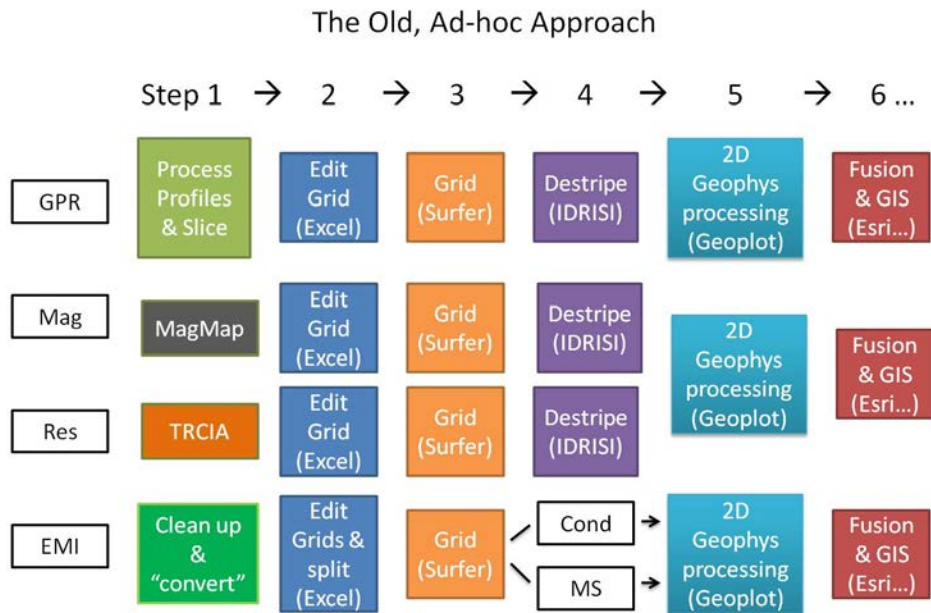 The Old, Ad-hoc Approach
Step 1 → 2 → 3 → 4 → 5 → 6 ...
GPR
Process
Profiles
& Slice
Edit
Grid
(Excel)
Grid
(Surfer)
Destripe
(IDRISI)
2D
Geophys
processing
(Geoplot)
Fusion
& GIS
(Esri...)
Mag
MagMap
Edit
Grid
(Excel)
Grid
(Surfer)
Destripe
(IDRISI)
2D
Geophys
processing
(Geoplot)
Fusion
& GIS
(Esri...)
Res
TRCIA
Edit
Grid
(Excel)
Grid
(Surfer)
Destripe
(IDRISI)
EMI
Clean up
&
“convert”
Edit
Grids &
split
(Excel)
Grid
(Surfer)
Cond
MS
2D
Geophys
processing
(Geoplot)
Fusion
& GIS
(Esri...)